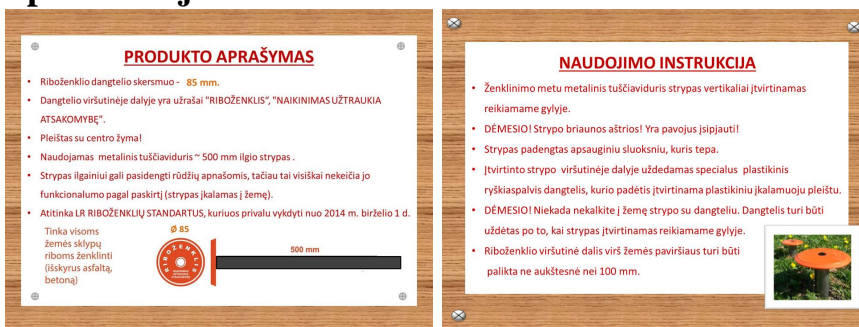 PRODUKTO APRAŠYMAS
• Riboženklio dangtelio skersmuo - 85 mm.
• Dangtelio viršutinėje dalyje yra užrašai "RIBOŽENKLIS", "NAIKINIMAS UŽTRAUKIA
ATSAKOMYBĘ".
• Pleištas su centro žyma!
• Naudojamas metalinis tuščiaviduris ~ 500 mm ilgio strypas .
• Strypas ilgainiui gali pasidengti rūdžių apnašomis, tačiau tai visiškai nekeičia jo
funkcionalumo pagal paskirtį (strypas įkalamas į žemę).
• Atitinka LR RIBOŽENKLIŲ STANDARTUS, kuriuos privalu vykdyti nuo 2014 m. birželio 1 d.
Tinka visoms
žemės sklypų
riboms ženklinti
(išskyrus asfaltą,
betoną)
Ø 85
RIBOŽENKLIS
500 mm
NAUDOJIMO INSTRUKCIJA
• Ženklinimo metu metalinis tuščiaviduris strypas vertikaliai įtvirtinamas
reikiamame gylyje.
• DĖMESIO! Strypo briaunos aštrios! Yra pavojus įsipjauti!
• Strypas padengtas apsauginiu sluoksniu, kuris tepa.
• Įtvirtinto strypo viršutinėje dalyje uždedamas specialus plastikinis
ryškiaspalvis dangtelis, kurio padėtis įtvirtinama plastikiniu įkalamuoju pleištu.
• DĖMESIO! Niekada nekalkite į žemę strypo su dangteliu. Dangtelis turi būti
uždėtas po to, kai strypas įtvirtinamas reikiamame gylyje.
• Riboženklio viršutinė dalis virš žemės paviršiaus turi būti
palikta ne aukštesnė nei 100 mm.